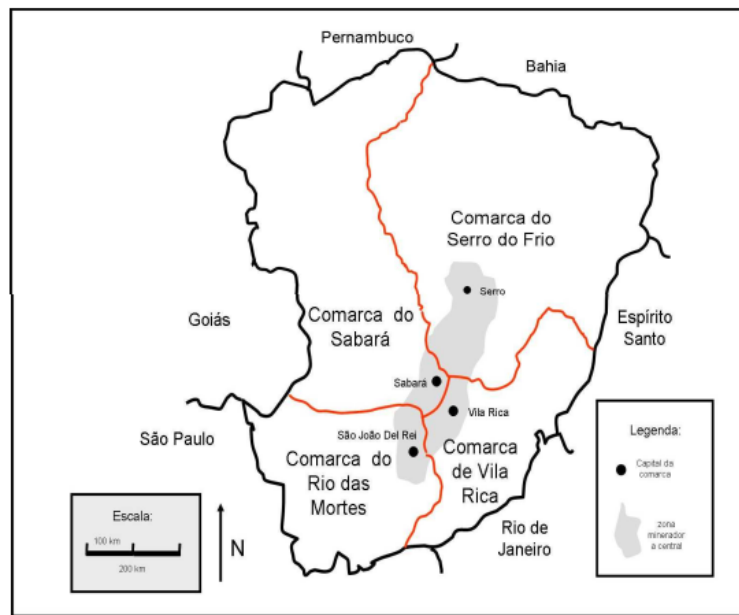 Pernambuco
Bahia
Comarca do
Serro do Frio
Serro
Goiás
Comarca do
Sabará
Espírito
Santo
Sabará
Vila Rica
São Paulo
São João Del Rei
Comarca do
Rio das
Mortes
Comarca
de Vila
Rica
Rio de
Janeiro
Legenda:
Capital da
comarca
zona
minerador
a central
Escala:
100 km
200 km
N